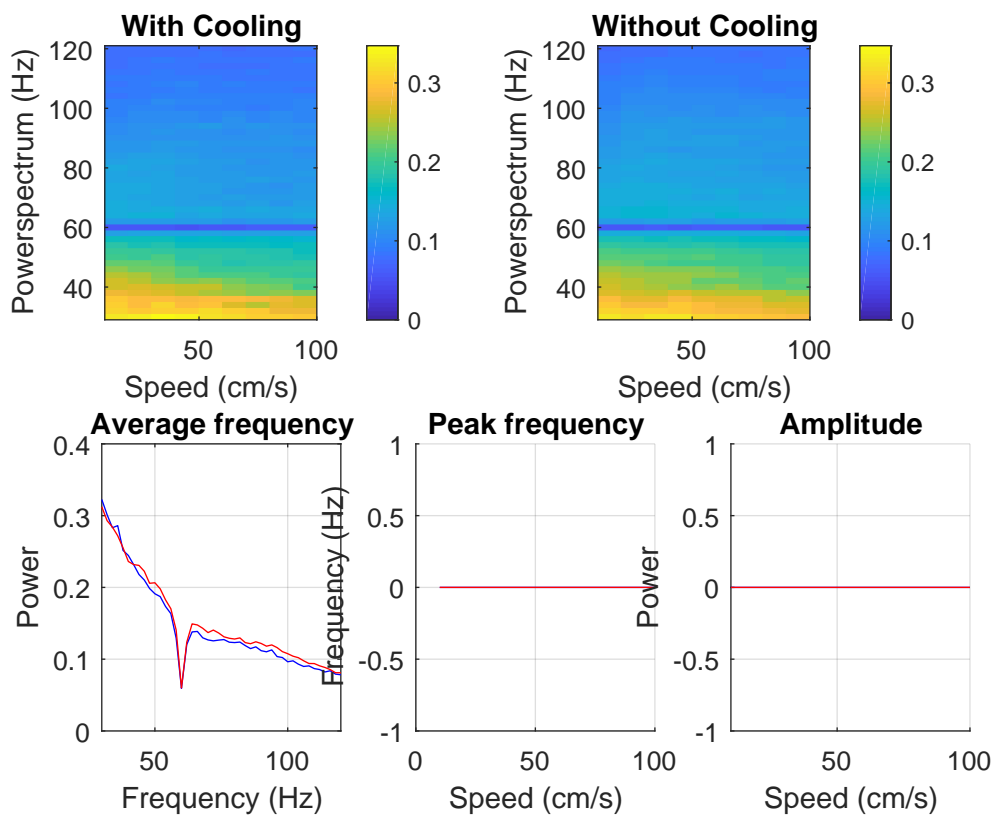 With Cooling
Powerspectrum (Hz)
120
100
80
60
40
50
100
Speed (cm/s)
0.3
0.2
0.1
0
Without Cooling
Powerspectrum (Hz)
120
100
80
60
40
50
100
Speed (cm/s)
0.3
0.2
0.1
0
Average frequency
Power
0.4
0.3
0.2
0.1
0
50
100
Frequency (Hz)
Peak frequency
Frequency (Hz)
1
0.5
0
-0.5
-1
0
50
100
Speed (cm/s)
Amplitude
Power
1
0.5
0
-0.5
-1
50
100
Speed (cm/s)